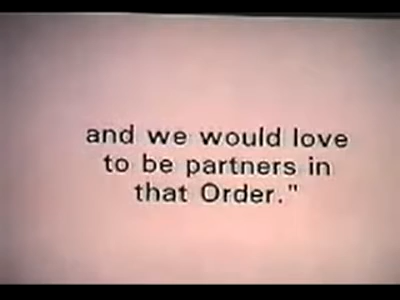 and we would love
to be partners in
that Order."